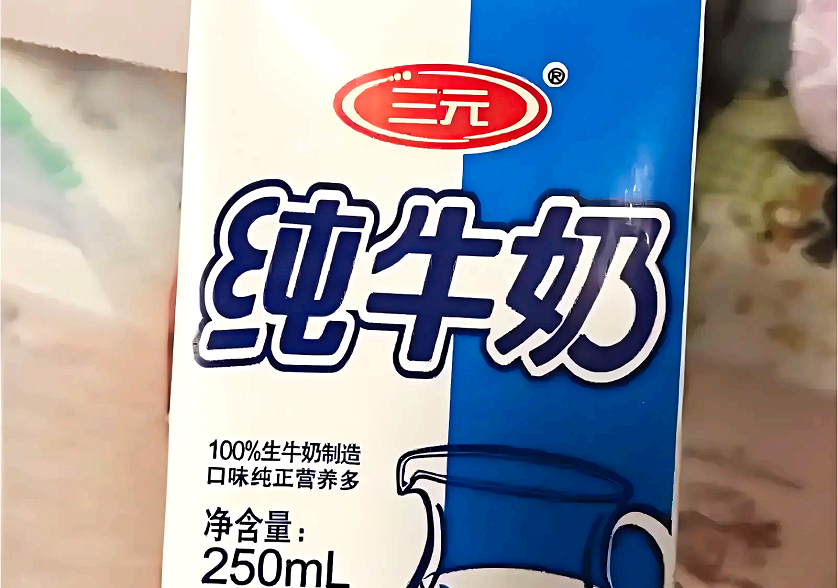 三元®
纯牛奶
100%生牛奶制造
口味纯正营养多
净含量：
250mL